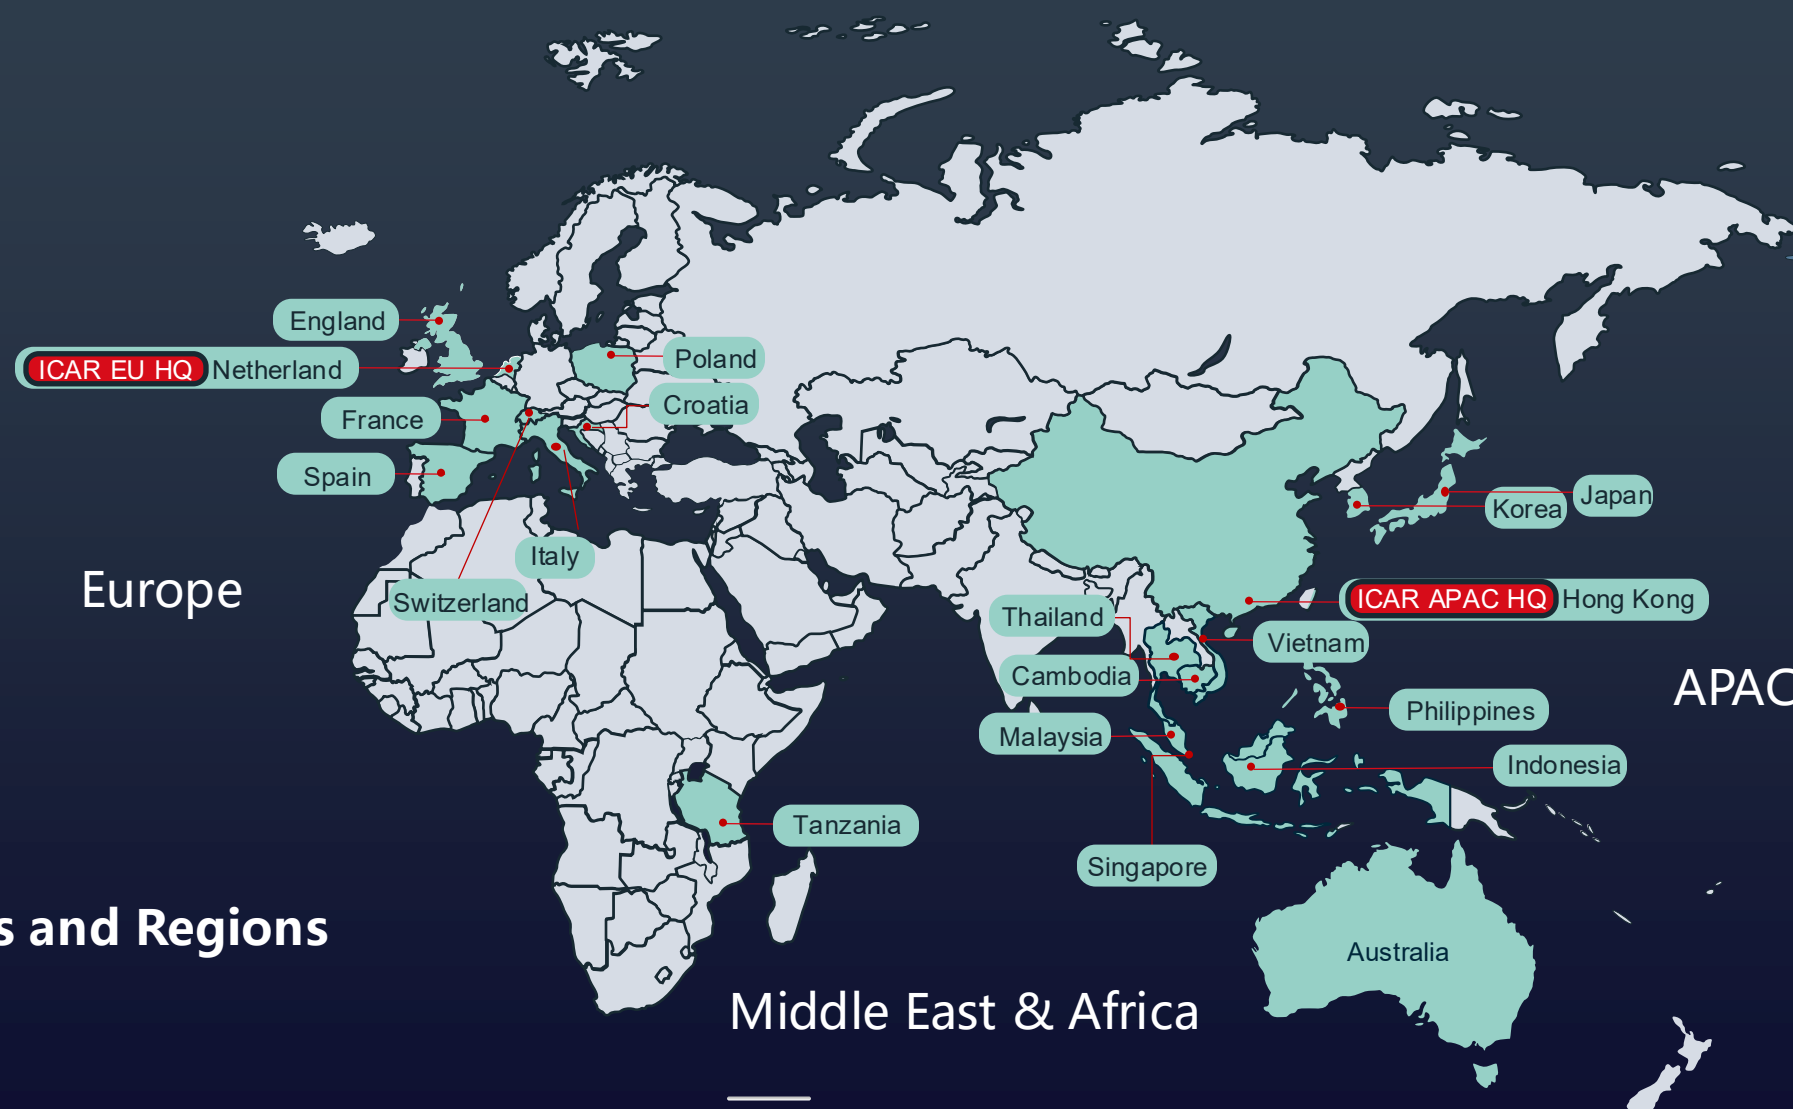 England
ICAR EU HQ Netherland
France
Spain
Poland
Croatia
Italy
Switzerland
Europe
Japan
Korea
ICAR APAC HQ Hong Kong
Thailand
Vietnam
Cambodia
APAC
Malaysia
Philippines
Indonesia
Tanzania
Singapore
s and Regions
Australia
Middle East & Africa